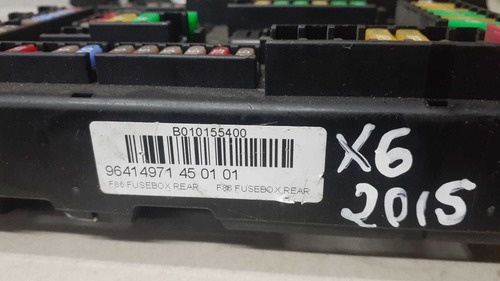 B010155400
96414971 45 01 01
F86 FUSEBOX REAR F86 FUSEBOX REAR
X6
2015